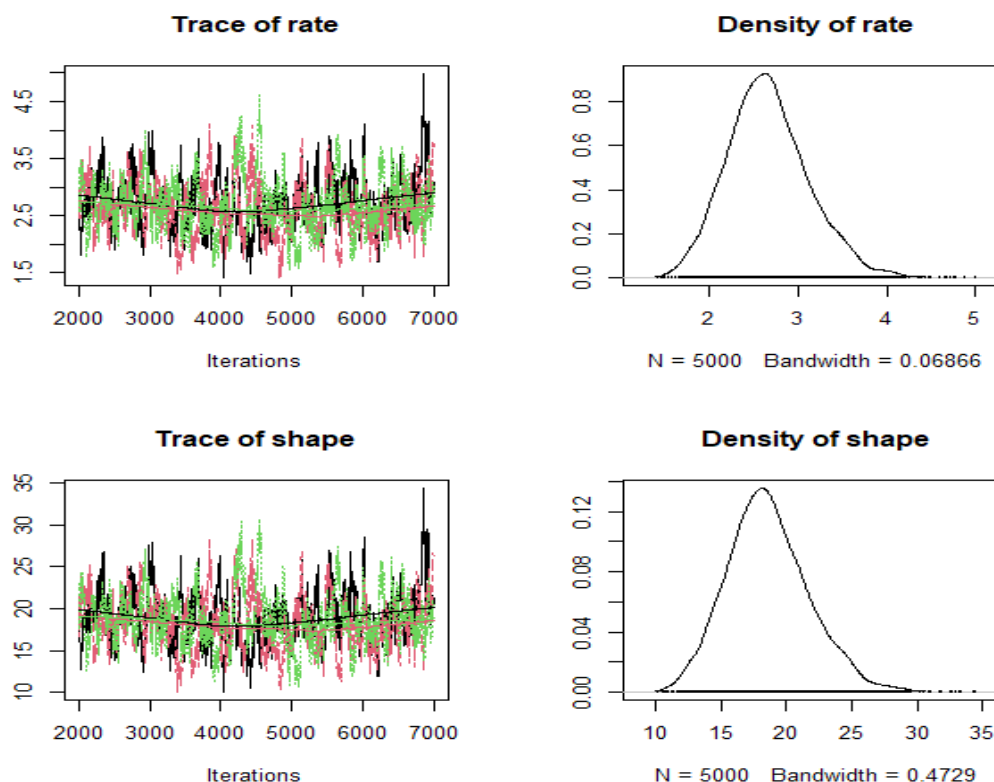 Trace of rate
1.5 2.5 3.5 4.5
2000 3000 4000 5000 6000 7000
Iterations
Density of rate
0.0 0.2 0.4 0.6 0.8
2 3 4 5
N = 5000 Bandwidth = 0.06866
Trace of shape
10 15 20 25 30 35
2000 3000 4000 5000 6000 7000
Iterations
Density of shape
0.00 0.04 0.08 0.12
10 15 20 25 30 35
N = 5000 Bandwidth = 0.4729